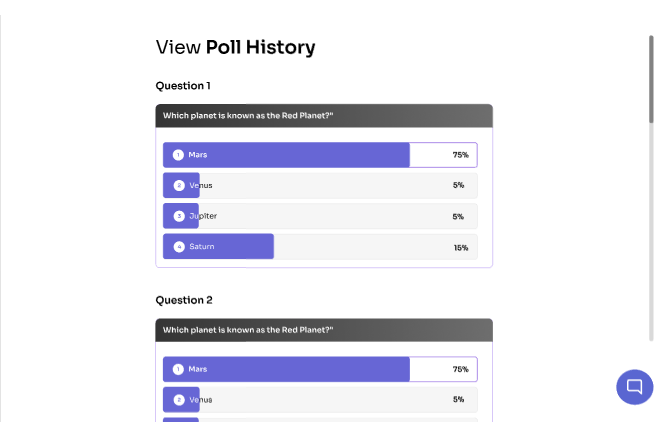 View Poll History
Question 1
Which planet is known as the Red Planet?"
1 Mars 75%
2 Venus 5%
3 Jupiter 5%
4 Saturn 15%
Question 2
Which planet is known as the Red Planet?"
1 Mars 75%
2 Venus 5%